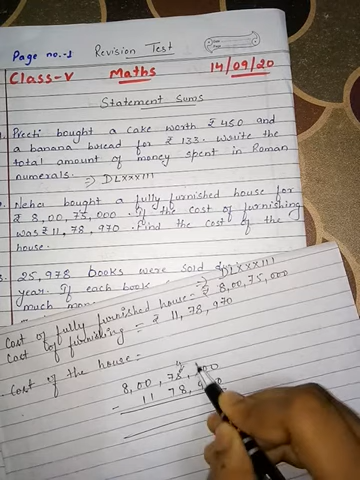 Page no.-1 Revision Test
Class-V Maths 14/09/20
Statement Sums
1. Preeti bought a cake worth ₹ 450 and
a banana bread for ₹ 133. Write the
total amount of money spent in Roman
numerals. ⇒ DLXXXIII
2. Neha bought a fully furnished house for
₹ 8,00,75,000. If the cost of furnishing
was ₹ 11,78,970. Find the cost of the
house.
3. 25,978 books were sold
year. If each book
much mon
⇒ DLXXXIII
Cost of fully furnished house = ₹ 8,00,75,000
Cost of furnishing = ₹ 11,78,970
Cost of the house =
8,00,75,000
- 11 78,970